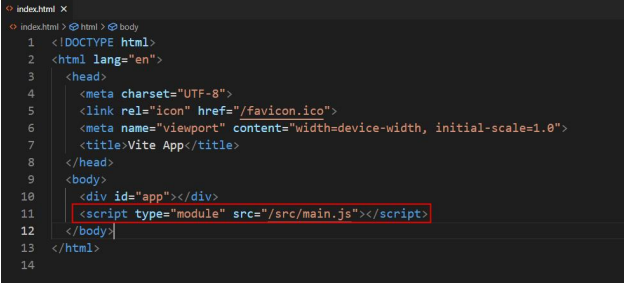 index.html ×
index.html > html > body
1 <!DOCTYPE html>
2 <html lang="en">
3 <head>
4 <meta charset="UTF-8">
5 <link rel="icon" href="/favicon.ico">
6 <meta name="viewport" content="width=device-width, initial-scale=1.0">
7 <title>Vite App</title>
8 </head>
9 <body>
10 <div id="app"></div>
11 <script type="module" src="/src/main.js"></script>
12 </body>
13 </html>
14